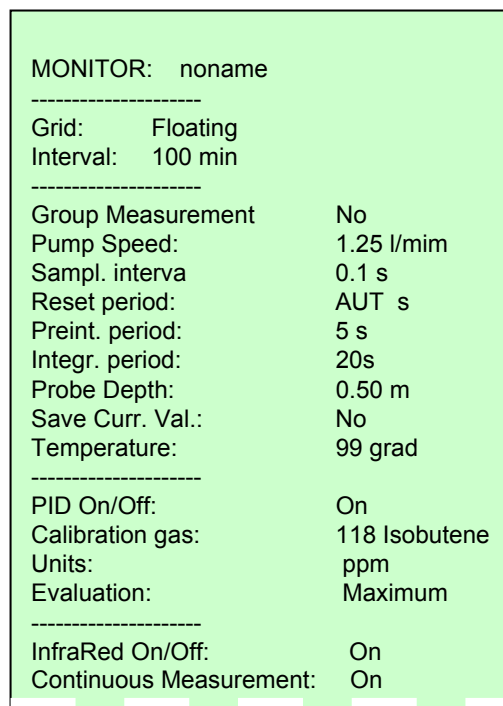 MONITOR: noname
---------------------
Grid: Floating
Interval: 100 min
---------------------
Group Measurement No
Pump Speed: 1.25 l/mim
Sampl. interva 0.1 s
Reset period: AUT s
Preint. period: 5 s
Integr. period: 20s
Probe Depth: 0.50 m
Save Curr. Val.: No
Temperature: 99 grad
---------------------
PID On/Off: On
Calibration gas: 118 Isobutene
Units: ppm
Evaluation: Maximum
---------------------
InfraRed On/Off: On
Continuous Measurement: On